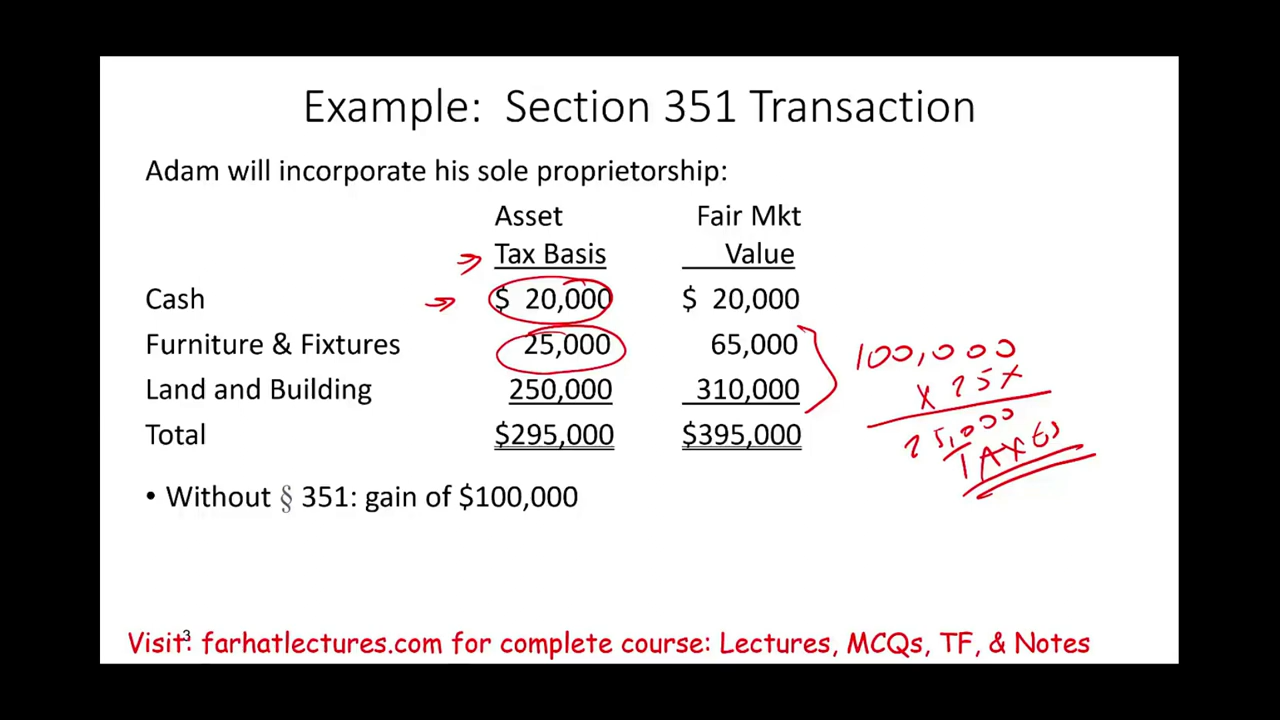 Example: Section 351 Transaction
Adam will incorporate his sole proprietorship:
Asset Fair Mkt
Tax Basis Value
Cash $ 20,000 $ 20,000
Furniture & Fixtures 25,000 65,000
Land and Building 250,000 310,000
Total $295,000 $395,000
100,000
X 25%
25,000
TAXES
• Without § 351: gain of $100,000
3
Visit: farhatlectures.com for complete course: Lectures, MCQs, TF, & Notes